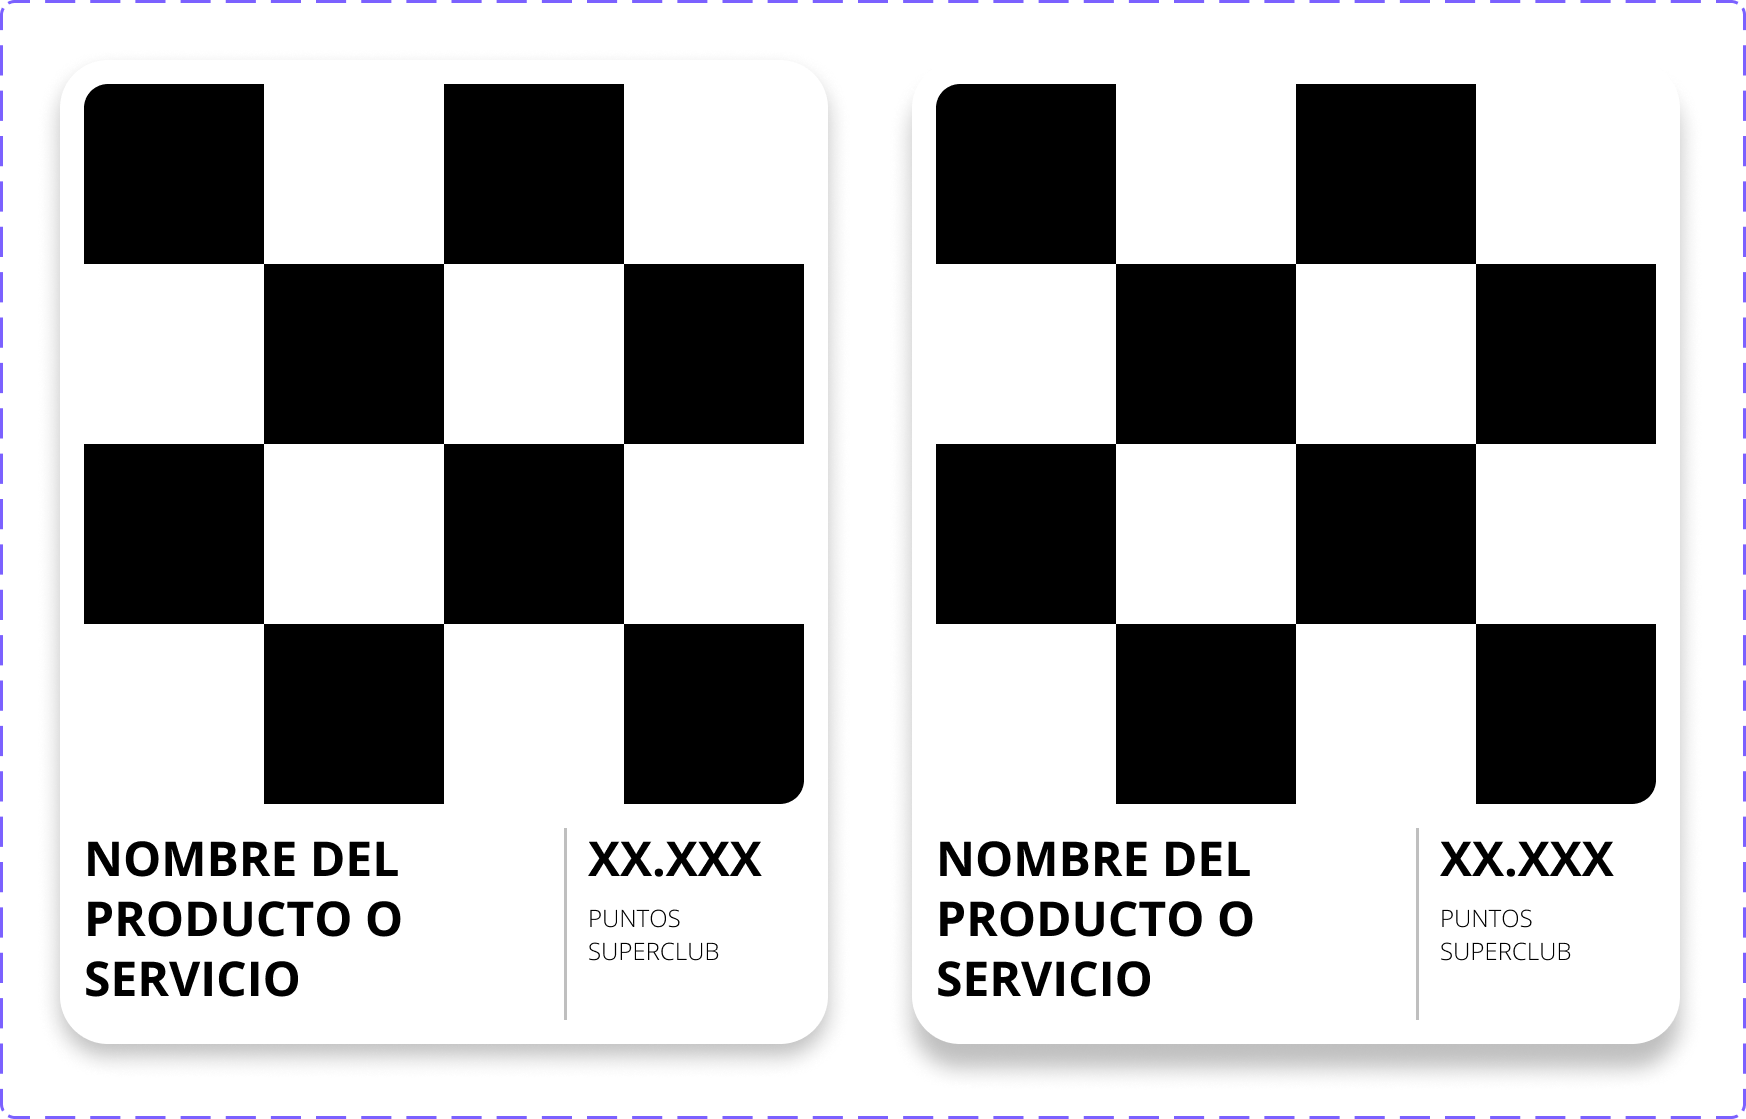 NOMBRE DEL
PRODUCTO O
SERVICIO
XX.XXX
PUNTOS
SUPERCLUB
NOMBRE DEL
PRODUCTO O
SERVICIO
XX.XXX
PUNTOS
SUPERCLUB